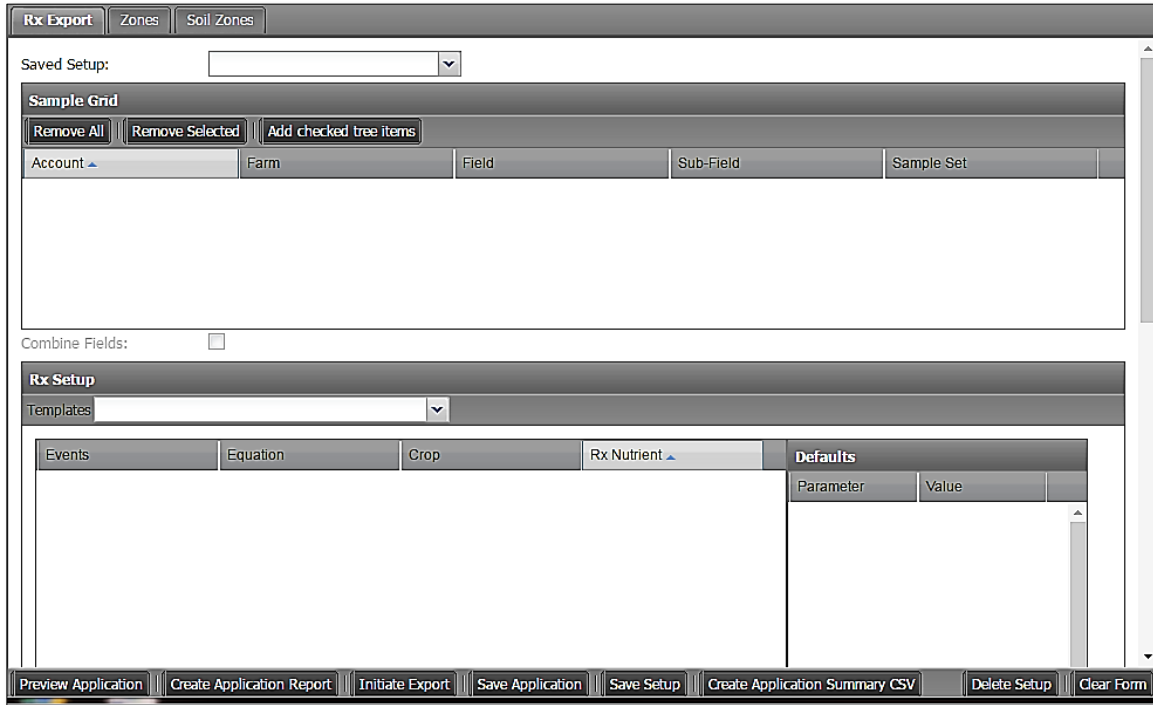 Rx Export Zones Soil Zones
Saved Setup:
Sample Grid
Remove All Remove Selected Add checked tree items
Account Farm Field Sub-Field Sample Set
Combine Fields:
Rx Setup
Templates
Events Equation Crop Rx Nutrient Defaults
Parameter Value
Preview Application Create Application Report Initiate Export Save Application Save Setup Create Application Summary CSV Delete Setup Clear Form